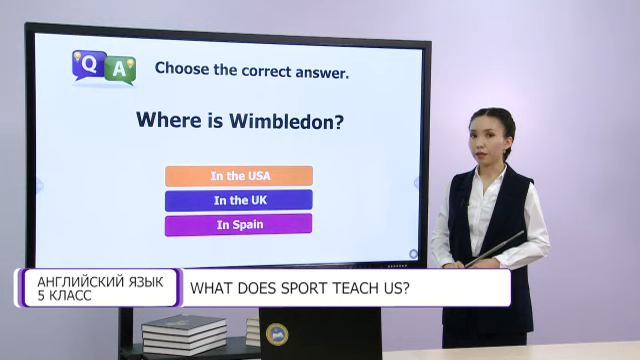 Q A
Choose the correct answer.
Where is Wimbledon?
In the USA
In the UK
In Spain
АНГЛИЙСКИЙ ЯЗЫК
5 КЛАСС
WHAT DOES SPORT TEACH US?